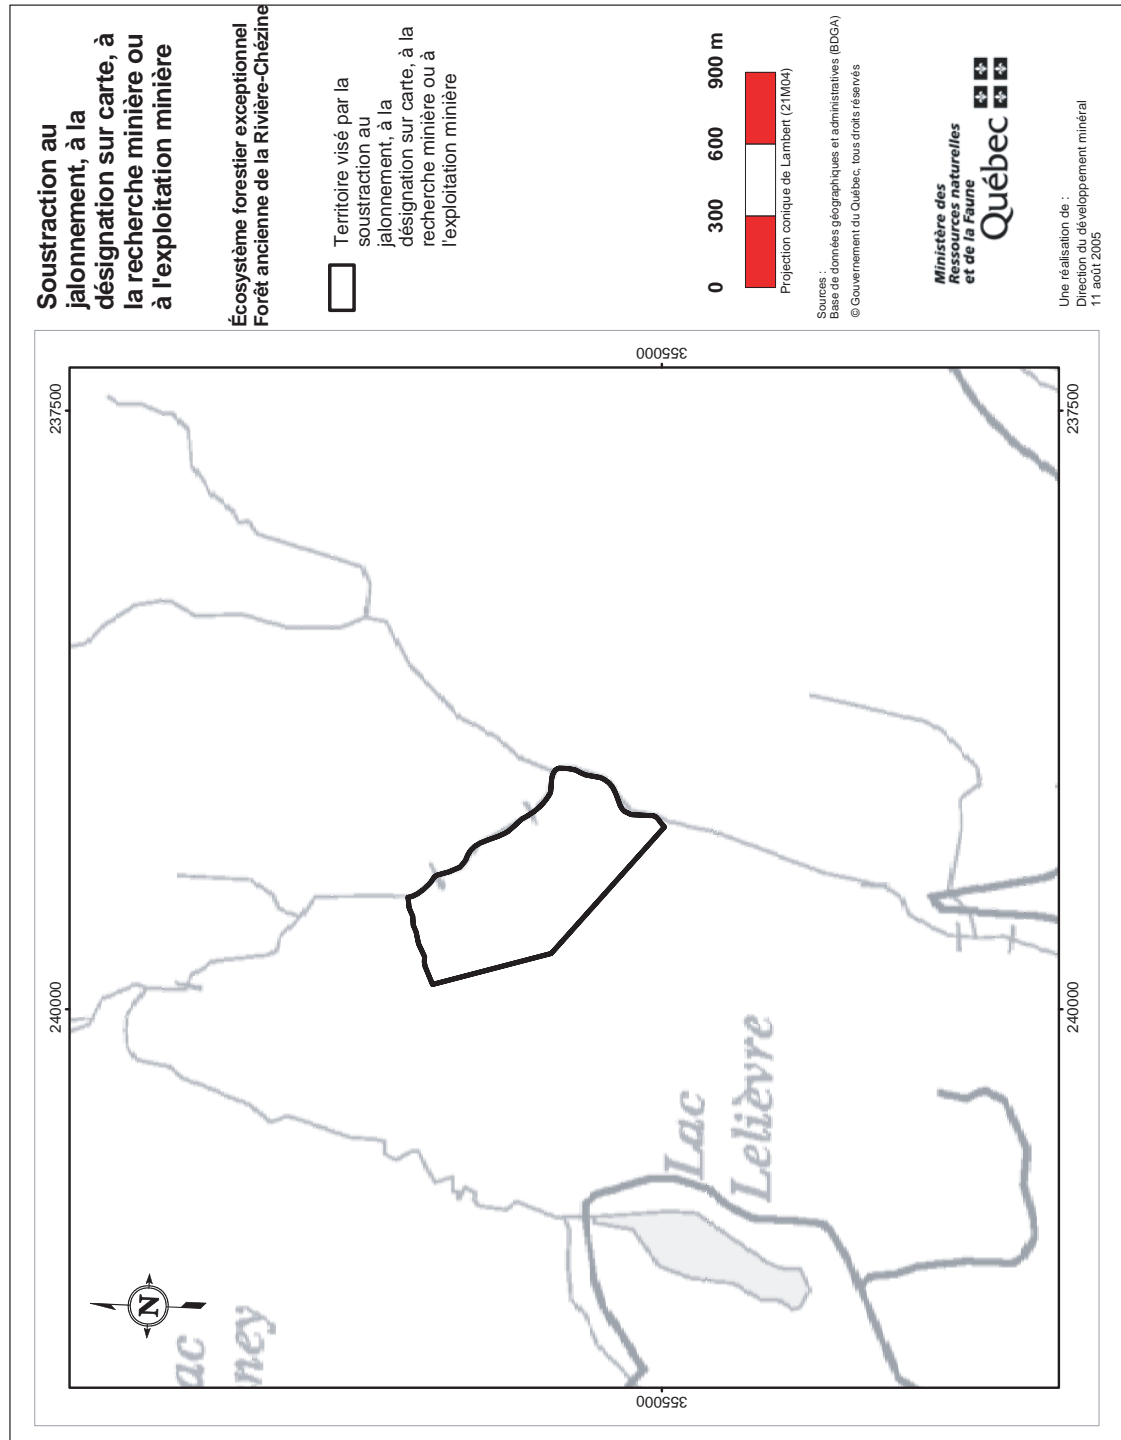 Soustraction au
jalonnement, à la
désignation sur carte, à
la recherche minière ou
à l'exploitation minière
Écosystème forestier exceptionnel
Forêt ancienne de la Rivière-Chézine
Territoire visé par la
soustraction au
jalonnement, à la
désignation sur carte, à la
recherche minière ou à
l'exploitation minière
0 300 600 900 m
Projection conique de Lambert (21M04)
Sources :
Base de données géographiques et administratives (BDGA)
© Gouvernement du Québec, tous droits réservés
Ministère des
Ressources naturelles
et de la Faune
Québec
Une réalisation de :
Direction du développement minéral
11 août 2005
240000
237500
355000
355000
240000
237500
N
ac
ney
Lac
Lelièvre